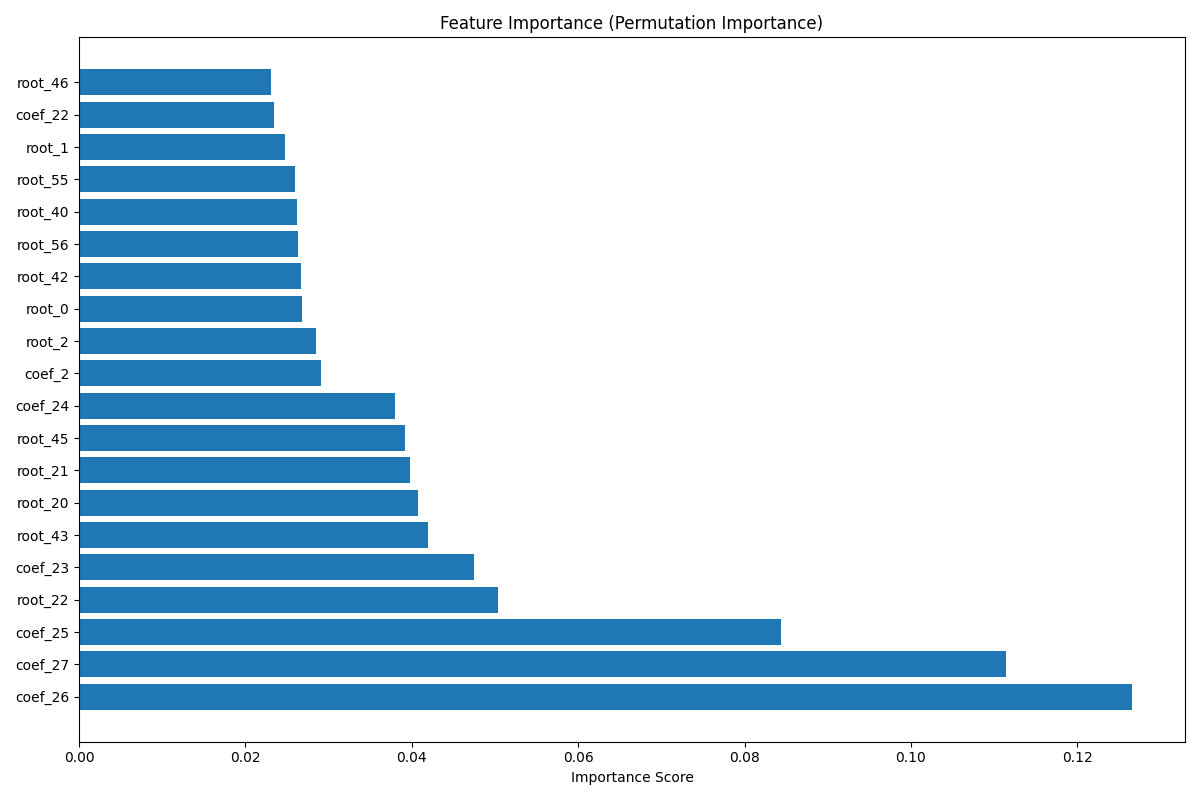 Feature Importance (Permutation Importance)
root_46
coef_22
root_1
root_55
root_40
root_56
root_42
root_0
root_2
coef_2
coef_24
root_45
root_21
root_20
root_43
coef_23
root_22
coef_25
coef_27
coef_26
0.00 0.02 0.04 0.06 0.08 0.10 0.12
Importance Score